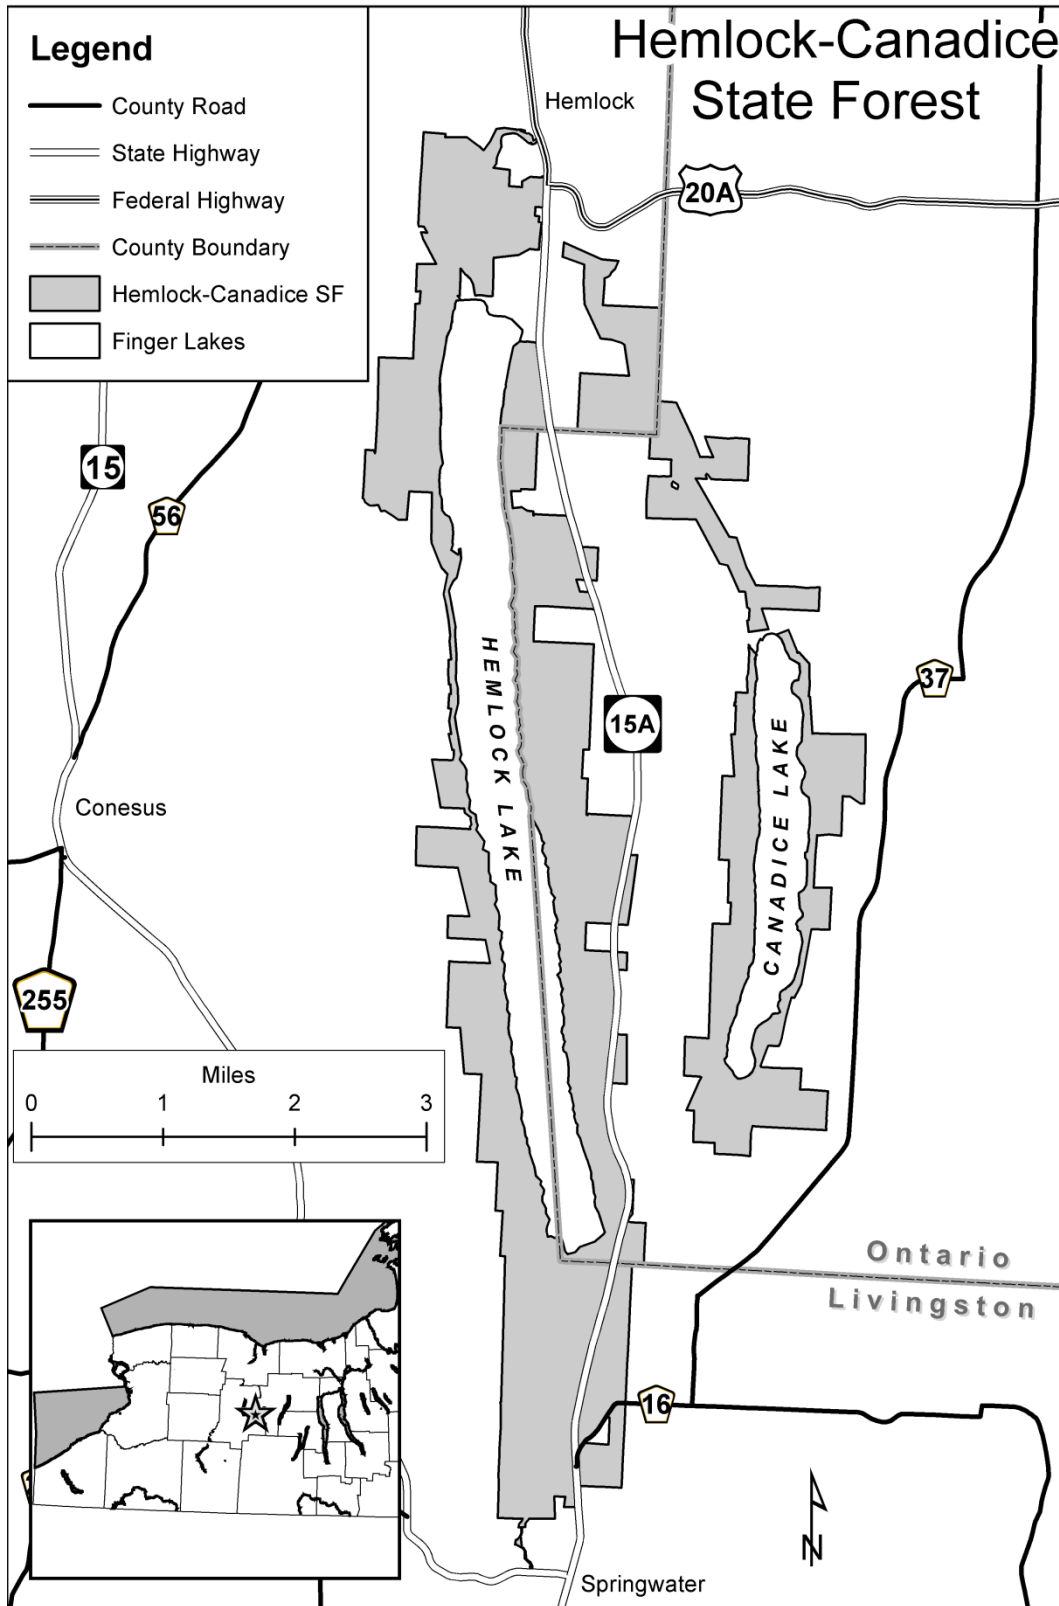 Legend
County Road
State Highway
Federal Highway
County Boundary
Hemlock-Canadice SF
Finger Lakes
Hemlock-Canadice
State Forest
Hemlock
20A
15
56
HEMLOCK LAKE
15A
CANADICE LAKE
37
Conesus
255
Miles
0 1 2 3
Ontario
Livingston
16
N
Springwater